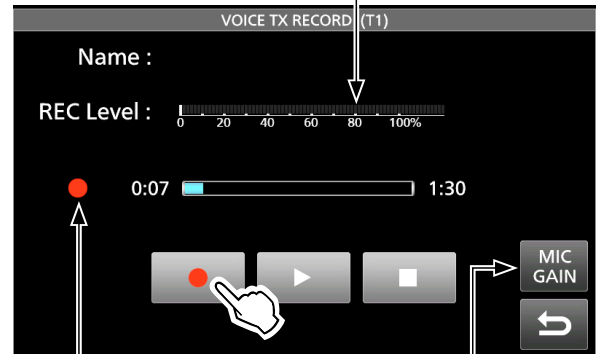 VOICE TX RECORD (T1)
Name :
REC Level :
0 20 40 60 80 100%
0:07 1:30
MIC
GAIN